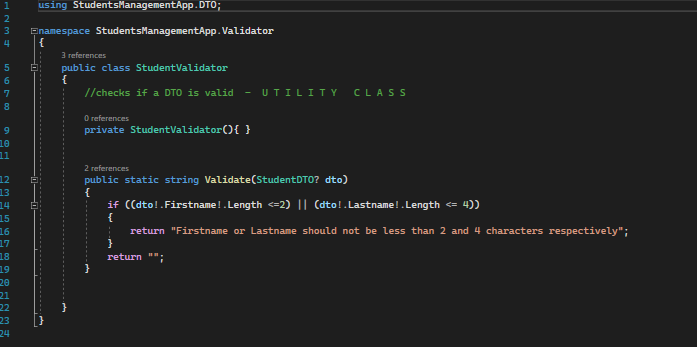 1 using StudentsManagementApp.DTO;
2
3 namespace StudentsManagementApp.Validator
4 {
3 references
5 public class StudentValidator
6 {
7 //checks if a DTO is valid - U T I L I T Y C L A S S
8
0 references
9 private StudentValidator(){ }
10
11
2 references
12 public static string Validate(StudentDTO? dto)
13 {
14 if ((dto!.Firstname!.Length <=2) || (dto!.Lastname!.Length <= 4))
15 {
16 return "Firstname or Lastname should not be less than 2 and 4 characters respectively";
17 }
18 return "";
19 }
20
21
22 }
23 }
24